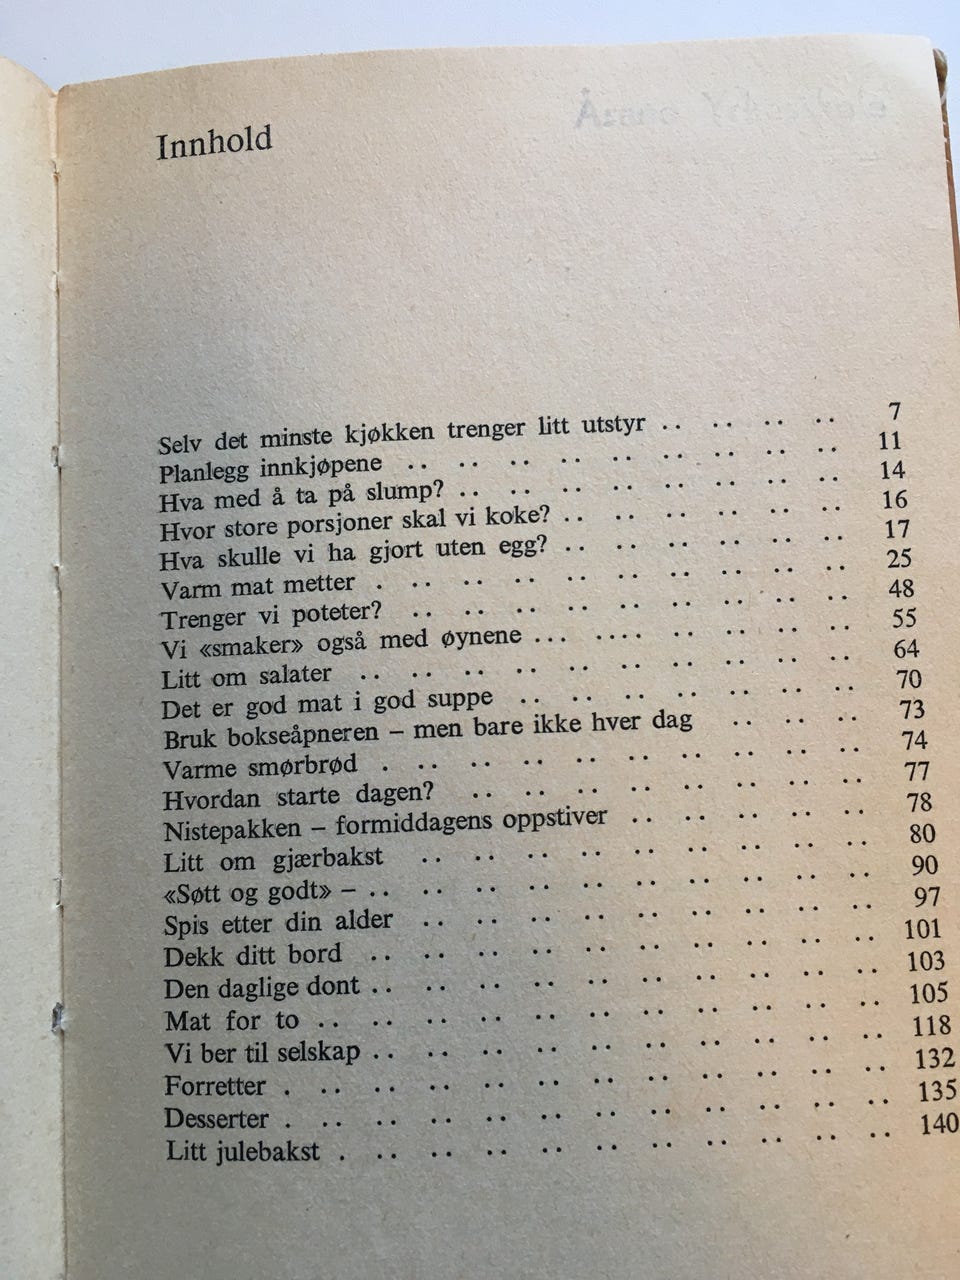 Innhold
Selv det minste kjøkken trenger litt utstyr .. .. .. .. 7
Planlegg innkjøpene .. .. .. .. .. .. .. .. .. 11
Hva med å ta på slump? .. .. .. .. .. .. .. .. 14
Hvor store porsjoner skal vi koke? .. .. .. .. .. .. 16
Hva skulle vi ha gjort uten egg? .. .. .. .. .. .. 17
Varm mat metter . .. .. .. .. .. .. .. .. .. 25
Trenger vi poteter? .. .. .. .. .. .. .. .. .. 48
Vi «smaker» også med øynene ... .... .. .. .. .. 55
Litt om salater .. .. .. .. .. .. .. .. .. .. 64
Det er god mat i god suppe .. .. .. .. .. .. .. 70
Bruk bokseåpneren – men bare ikke hver dag .. .. .. 73
Varme smørbrød . .. .. .. .. .. .. .. .. .. 74
Hvordan starte dagen? .. .. .. .. .. .. .. .. 77
Nistepakken – formiddagens oppstiver .. .. .. .. .. 78
Litt om gjærbakst .. .. .. .. .. .. .. .. .. 80
«Søtt og godt» – .. .. .. .. .. .. .. .. .. .. 90
Spis etter din alder .. .. .. .. .. .. .. .. .. 97
Dekk ditt bord .. .. .. .. .. .. .. .. .. .. 101
Den daglige dont .. .. .. .. .. .. .. .. .. .. 103
Mat for to .. .. .. .. .. .. .. .. .. .. .. 105
Vi ber til selskap .. .. .. .. .. .. .. .. .. .. 118
Forretter . .. .. .. .. .. .. .. .. .. .. .. 132
Desserter . .. .. .. .. .. .. .. .. .. .. .. 135
Litt julebakst . .. .. .. .. .. .. .. .. .. .. 140